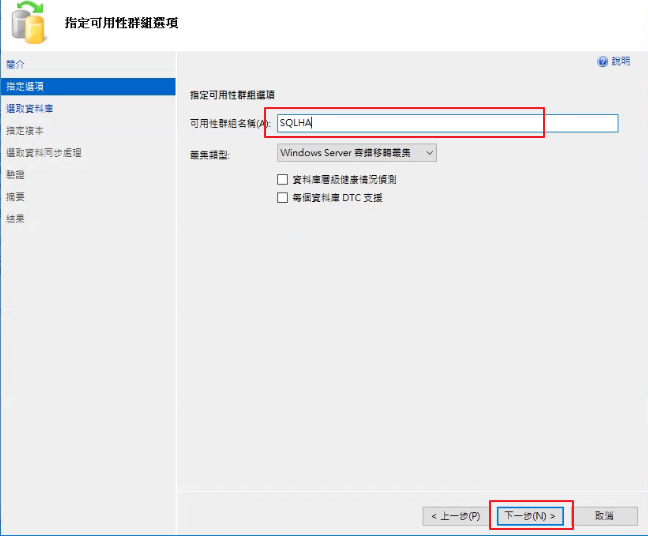 指定可用性群組選項
說明
簡介
指定選項
選取資料庫
指定複本
選取資料同步處理
驗證
摘要
結果
指定可用性群組選項
可用性群組名稱(A): SQLHA
叢集類型: Windows Server 容錯移轉叢集
資料庫層級健康情況偵測
每個資料庫 DTC 支援
< 上一步(P) 下一步(N) > 取消